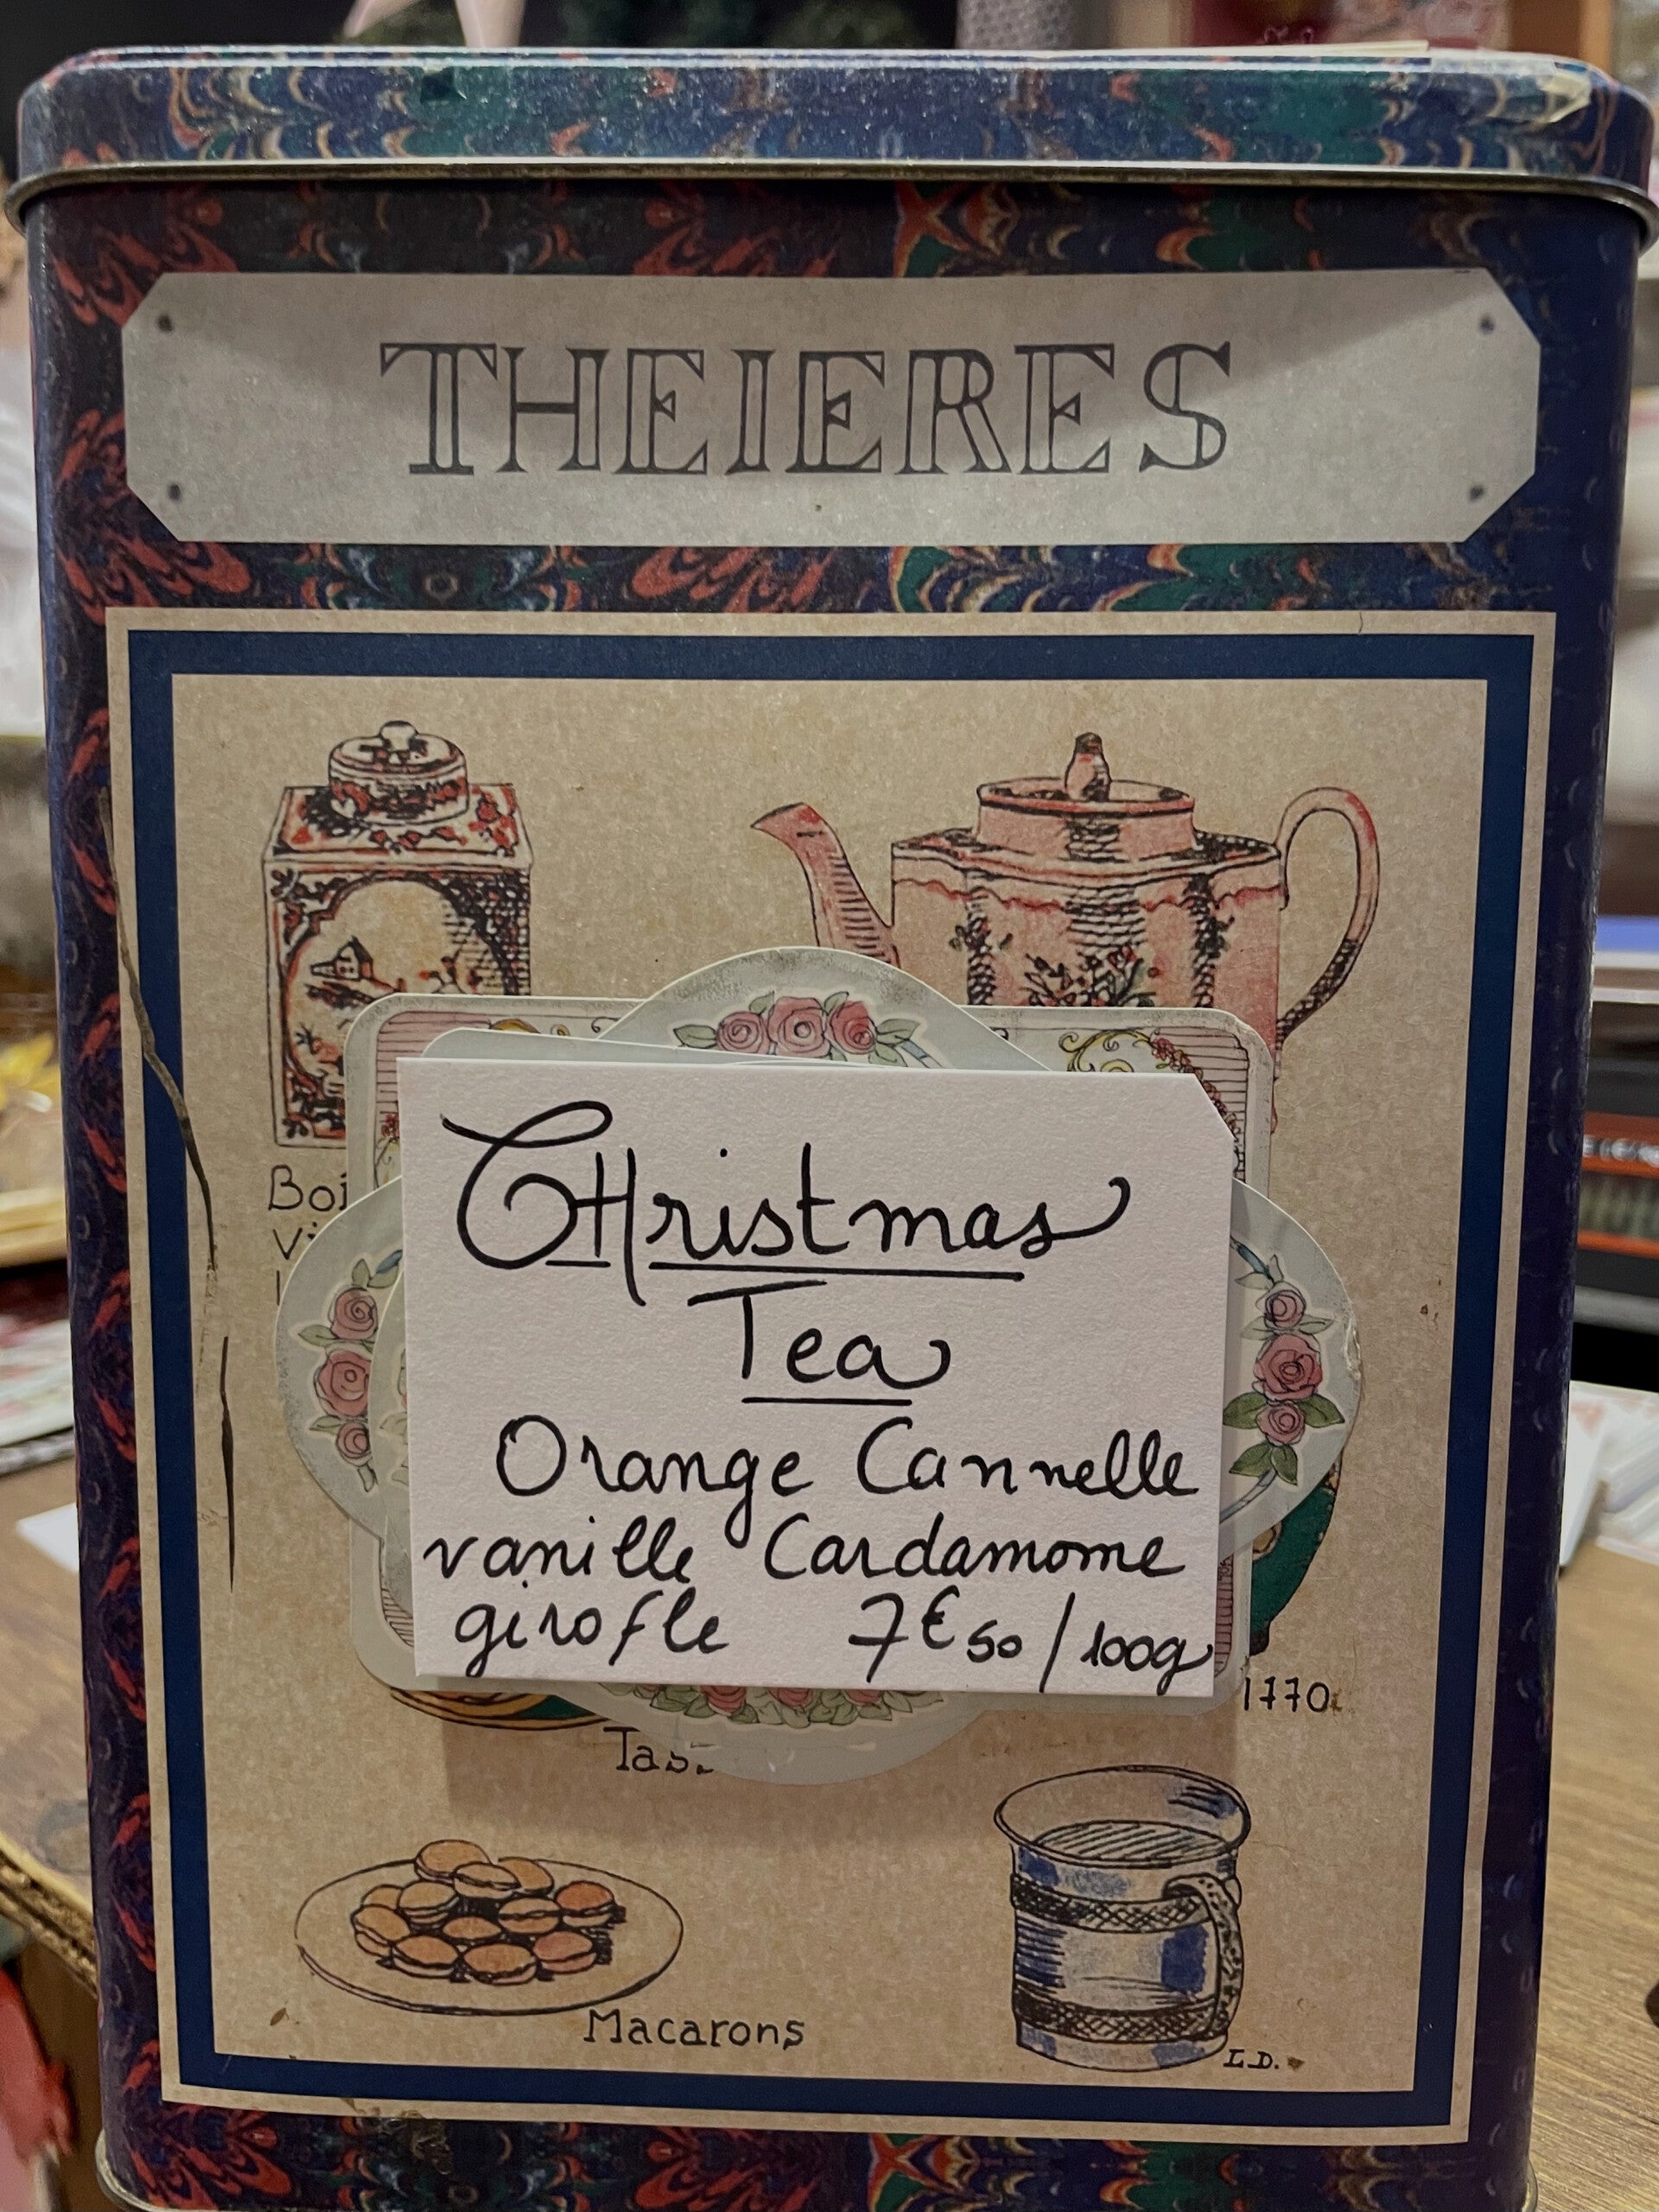 THEIERES
CHristmas
Tea
Orange Cannelle
vanille Cardamome
girofle 7€50/100g
1770
Macarons
L.D.